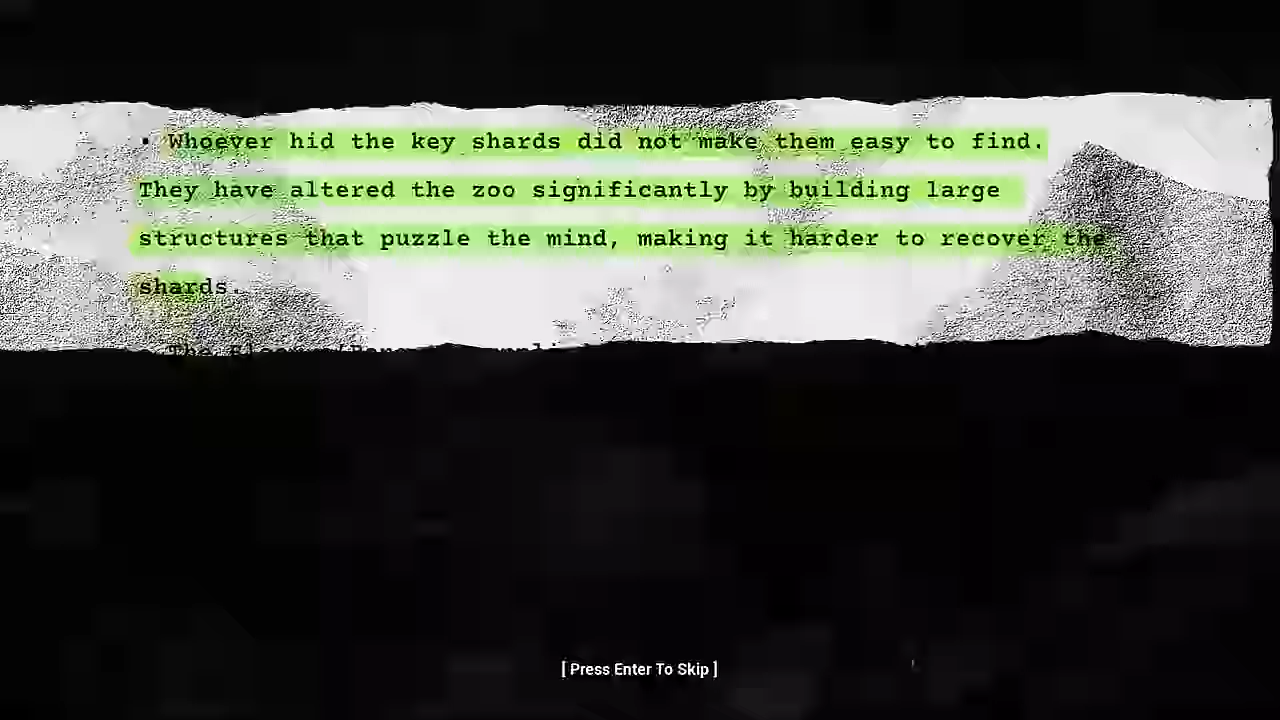 • Whoever hid the key shards did not make them easy to find.
They have altered the zoo significantly by building large
structures that puzzle the mind, making it harder to recover the
shards.
The
[ Press Enter To Skip ]